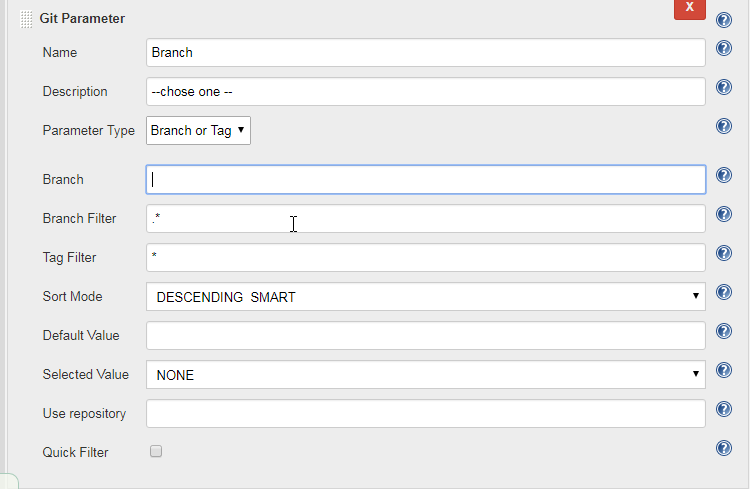 Git Parameter
X
Name
Branch
Description
--chose one --
Parameter Type
Branch or Tag
Branch
Branch Filter
.*
Tag Filter
*
Sort Mode
DESCENDING SMART
Default Value
Selected Value
NONE
Use repository
Quick Filter